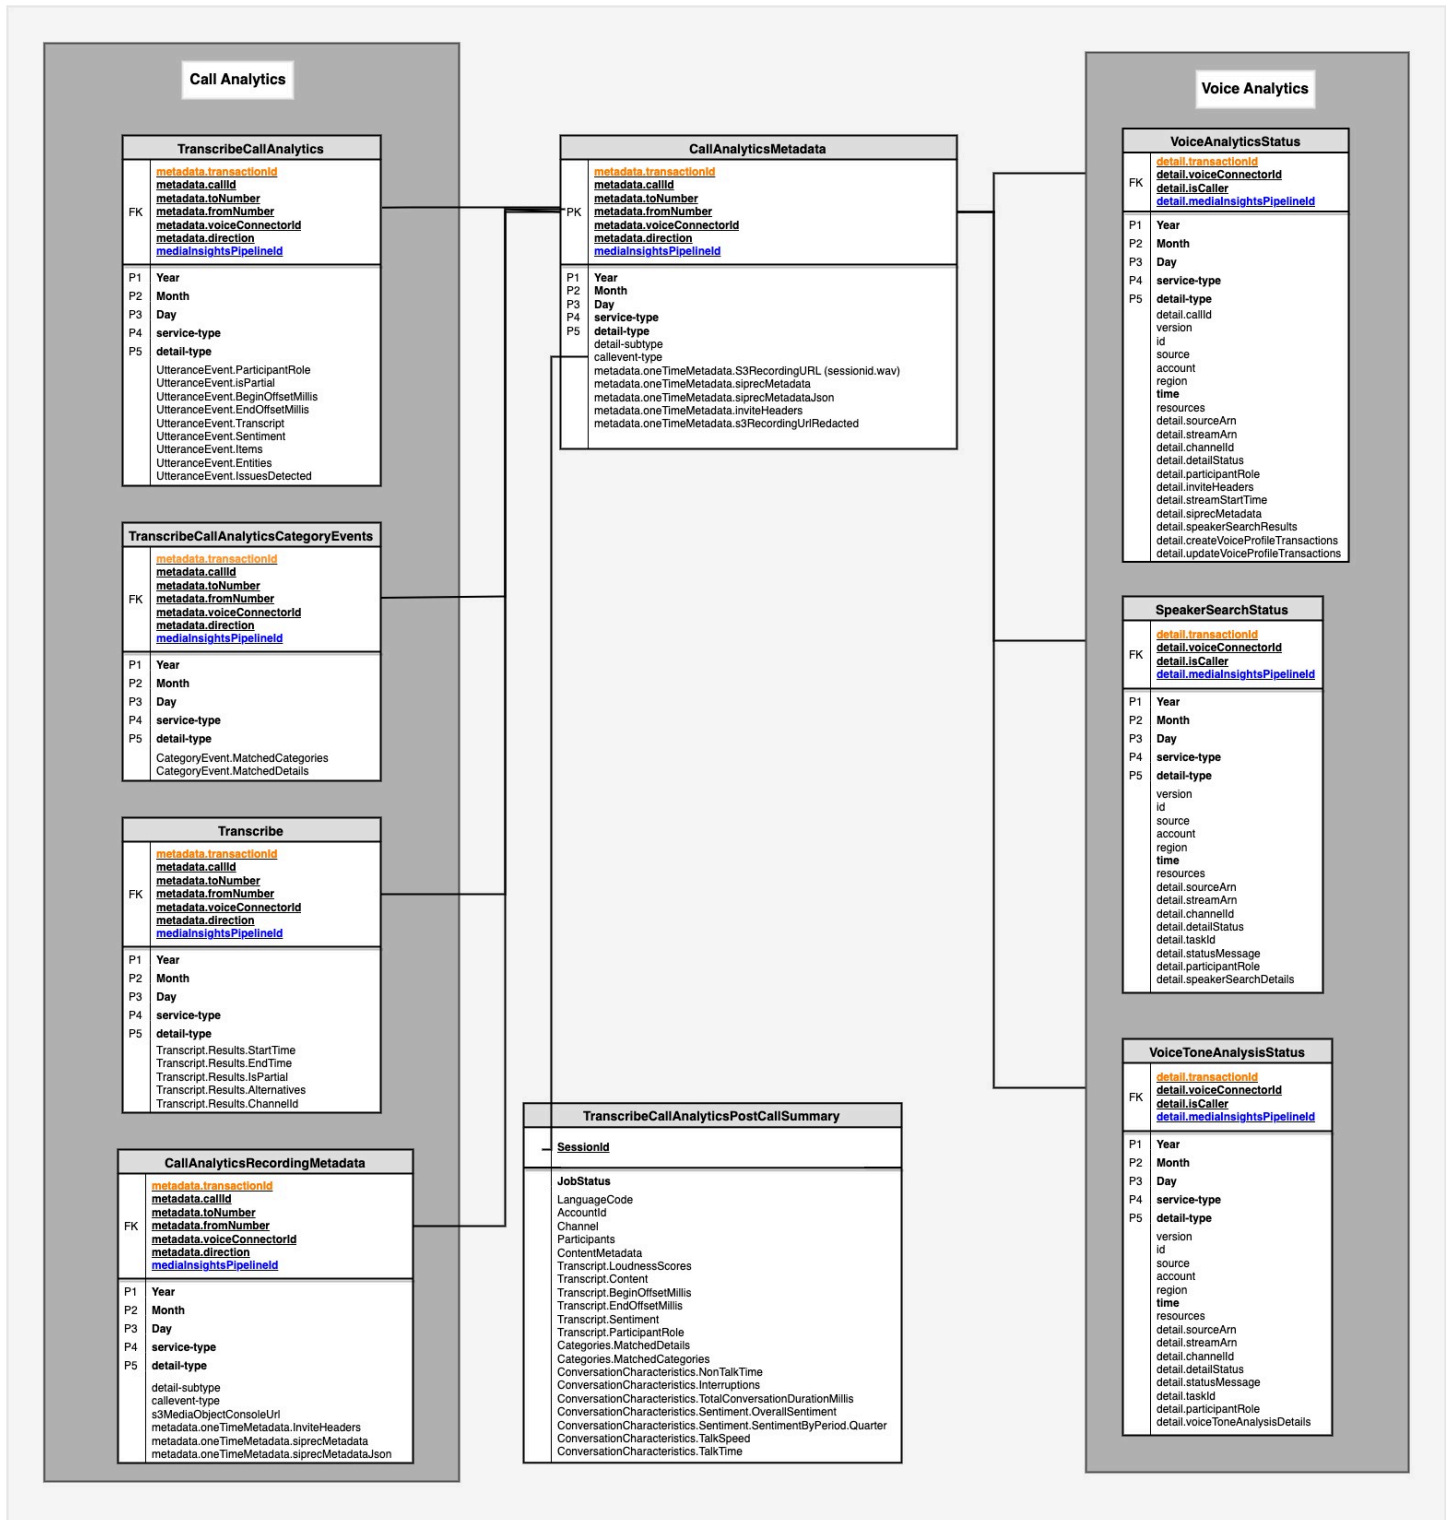 Call Analytics
TranscribeCallAnalytics
FK
metadata.transactionId
metadata.callId
metadata.toNumber
metadata.fromNumber
metadata.voiceConnectorId
metadata.direction
mediaInsightsPipelineId
P1 Year
P2 Month
P3 Day
P4 service-type
P5 detail-type
UtteranceEvent.ParticipantRole
UtteranceEvent.isPartial
UtteranceEvent.BeginOffsetMillis
UtteranceEvent.EndOffsetMillis
UtteranceEvent.Transcript
UtteranceEvent.Sentiment
UtteranceEvent.Items
UtteranceEvent.Entities
UtteranceEvent.IssuesDetected
TranscribeCallAnalyticsCategoryEvents
FK
metadata.transactionId
metadata.callId
metadata.toNumber
metadata.fromNumber
metadata.voiceConnectorId
metadata.direction
mediaInsightsPipelineId
P1 Year
P2 Month
P3 Day
P4 service-type
P5 detail-type
CategoryEvent.MatchedCategories
CategoryEvent.MatchedDetails
Transcribe
FK
metadata.transactionId
metadata.callId
metadata.toNumber
metadata.fromNumber
metadata.voiceConnectorId
metadata.direction
mediaInsightsPipelineId
P1 Year
P2 Month
P3 Day
P4 service-type
P5 detail-type
Transcript.Results.StartTime
Transcript.Results.EndTime
Transcript.Results.IsPartial
Transcript.Results.Alternatives
Transcript.Results.ChannelId
CallAnalyticsRecordingMetadata
FK
metadata.transactionId
metadata.callId
metadata.toNumber
metadata.fromNumber
metadata.voiceConnectorId
metadata.direction
mediaInsightsPipelineId
P1 Year
P2 Month
P3 Day
P4 service-type
P5 detail-type
detail-subtype
callevent-type
s3MediaObjectConsoleUrl
metadata.oneTimeMetadata.InviteHeaders
metadata.oneTimeMetadata.siprecMetadata
metadata.oneTimeMetadata.siprecMetadataJson
CallAnalyticsMetadata
PK
metadata.transactionId
metadata.callId
metadata.toNumber
metadata.fromNumber
metadata.voiceConnectorId
metadata.direction
mediaInsightsPipelineId
P1 Year
P2 Month
P3 Day
P4 service-type
P5 detail-type
detail-subtype
callevent-type
metadata.oneTimeMetadata.S3RecordingURL (sessionid.wav)
metadata.oneTimeMetadata.siprecMetadata
metadata.oneTimeMetadata.siprecMetadataJson
metadata.oneTimeMetadata.inviteHeaders
metadata.oneTimeMetadata.s3RecordingUrlRedacted
TranscribeCallAnalyticsPostCallSummary
SessionId
JobStatus
LanguageCode
AccountId
Channel
Participants
ContentMetadata
Transcript.LoudnessScores
Transcript.Content
Transcript.BeginOffsetMillis
Transcript.EndOffsetMillis
Transcript.Sentiment
Transcript.ParticipantRole
Categories.MatchedDetails
Categories.MatchedCategories
ConversationCharacteristics.NonTalkTime
ConversationCharacteristics.Interruptions
ConversationCharacteristics.TotalConversationDurationMillis
ConversationCharacteristics.Sentiment.OverallSentiment
ConversationCharacteristics.Sentiment.SentimentByPeriod.Quarter
ConversationCharacteristics.TalkSpeed
ConversationCharacteristics.TalkTime
Voice Analytics
VoiceAnalyticsStatus
FK
detail.transactionId
detail.voiceConnectorId
detail.isCaller
detail.mediaInsightsPipelineId
P1 Year
P2 Month
P3 Day
P4 service-type
P5 detail-type
detail.callId
version
id
source
account
region
time
resources
detail.sourceArn
detail.streamArn
detail.channelId
detail.detailStatus
detail.participantRole
detail.inviteHeaders
detail.streamStartTime
detail.siprecMetadata
detail.speakerSearchResults
detail.createVoiceProfileTransactions
detail.updateVoiceProfileTransactions
SpeakerSearchStatus
FK
detail.transactionId
detail.voiceConnectorId
detail.isCaller
detail.mediaInsightsPipelineId
P1 Year
P2 Month
P3 Day
P4 service-type
P5 detail-type
version
id
source
account
region
time
resources
detail.sourceArn
detail.streamArn
detail.channelId
detail.detailStatus
detail.taskId
detail.statusMessage
detail.participantRole
detail.speakerSearchDetails
VoiceToneAnalysisStatus
FK
detail.transactionId
detail.voiceConnectorId
detail.isCaller
detail.mediaInsightsPipelineId
P1 Year
P2 Month
P3 Day
P4 service-type
P5 detail-type
version
id
source
account
region
time
resources
detail.sourceArn
detail.streamArn
detail.channelId
detail.detailStatus
detail.statusMessage
detail.taskId
detail.participantRole
detail.voiceToneAnalysisDetails